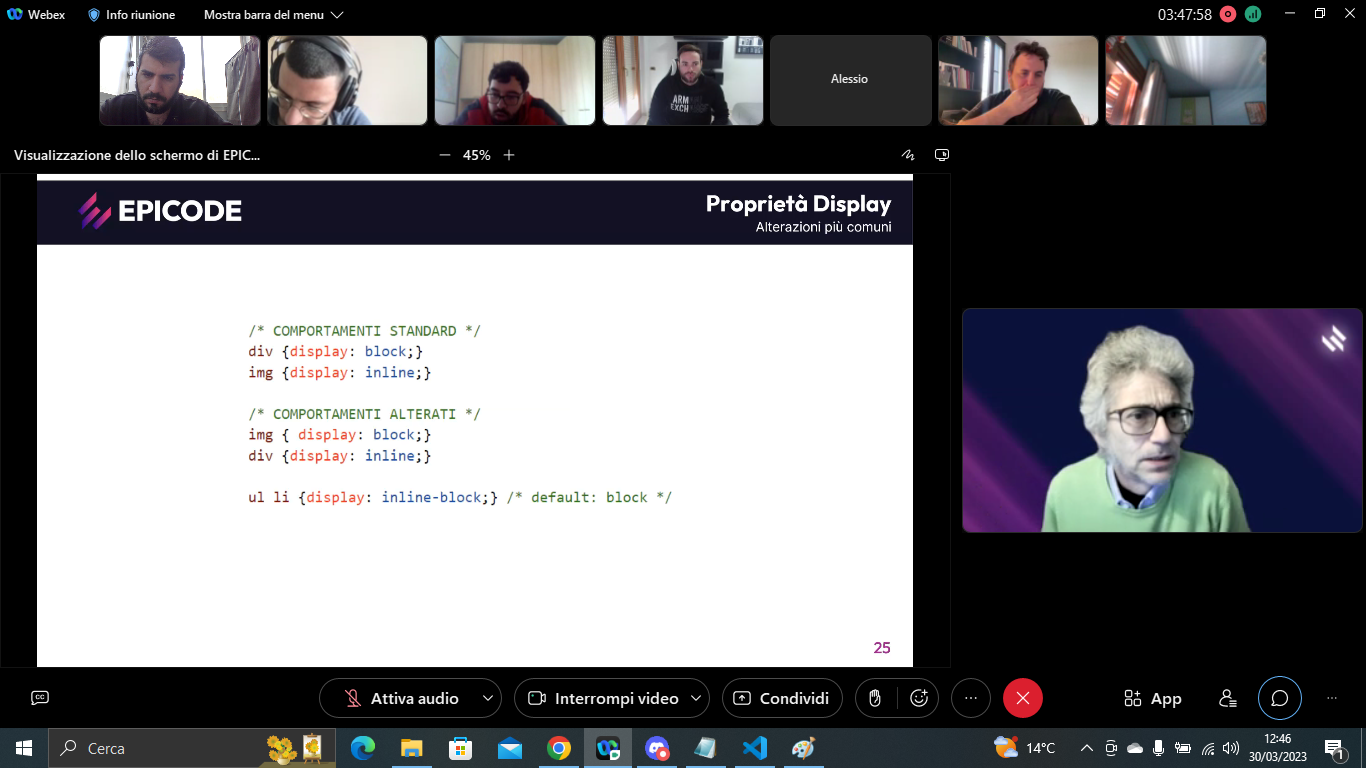 Webex
Info riunione
Mostra barra del menu
03:47:58
ARM
EXCH
Alessio
Visualizzazione dello schermo di EPIC...
45%
EPICODE
Proprietà Display
Alterazioni più comuni
/* COMPORTAMENTI STANDARD */
div {display: block;}
img {display: inline;}
/* COMPORTAMENTI ALTERATI */
img { display: block;}
div {display: inline;}
ul li {display: inline-block;} /* default: block */
25
CC
Attiva audio
Interrompi video
Condividi
App
Cerca
14°C
12:46
30/03/2023
1